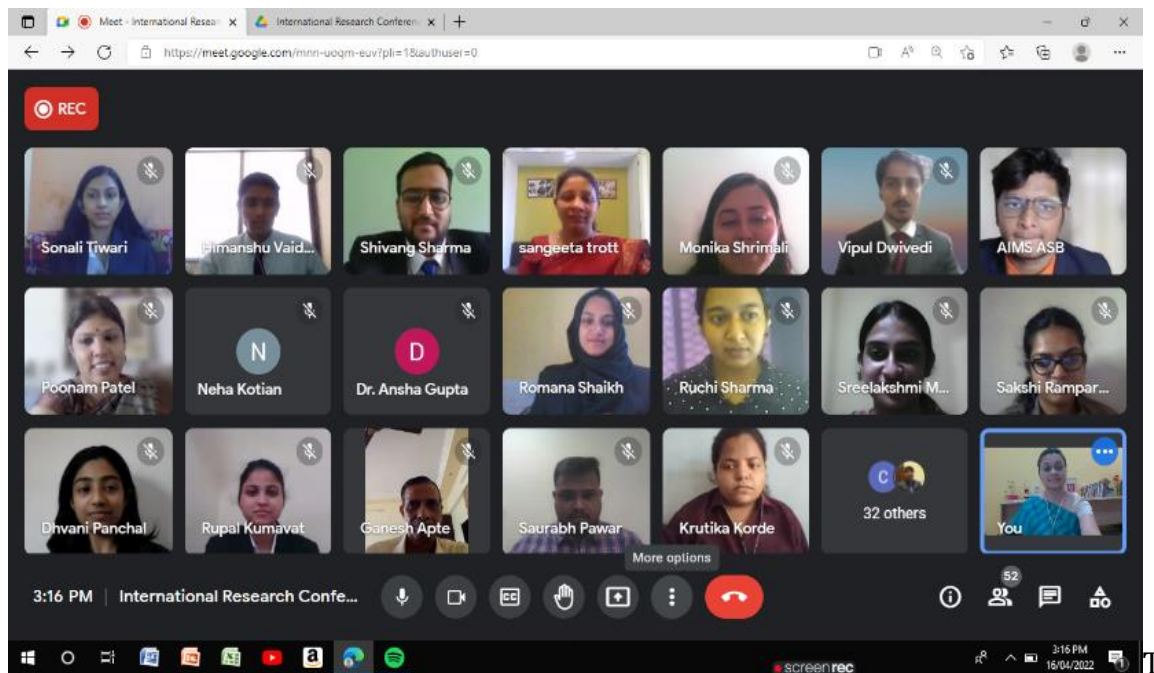 Meet - International Resear
International Research Conferen
https://meet.google.com/mnn-uoqm-euv?pli=1&authuser=0
REC
Sonali Tiwari
Himanshu Vaid...
Shivang Sharma
sangeeta trott
Monika Shrimali
Vipul Dwivedi
AIMS ASB
Poonam Patel
N
Neha Kotian
D
Dr. Ansha Gupta
Romana Shaikh
Ruchi Sharma
Sreelakshmi M...
Sakshi Rampar...
Dhvani Panchal
Rupal Kumavat
Ganesh Apte
Saurabh Pawar
Krutika Korde
C
32 others
You
More options
3:16 PM | International Research Confe...
CC
52
screenrec
3:16 PM
16/04/2022
1
T